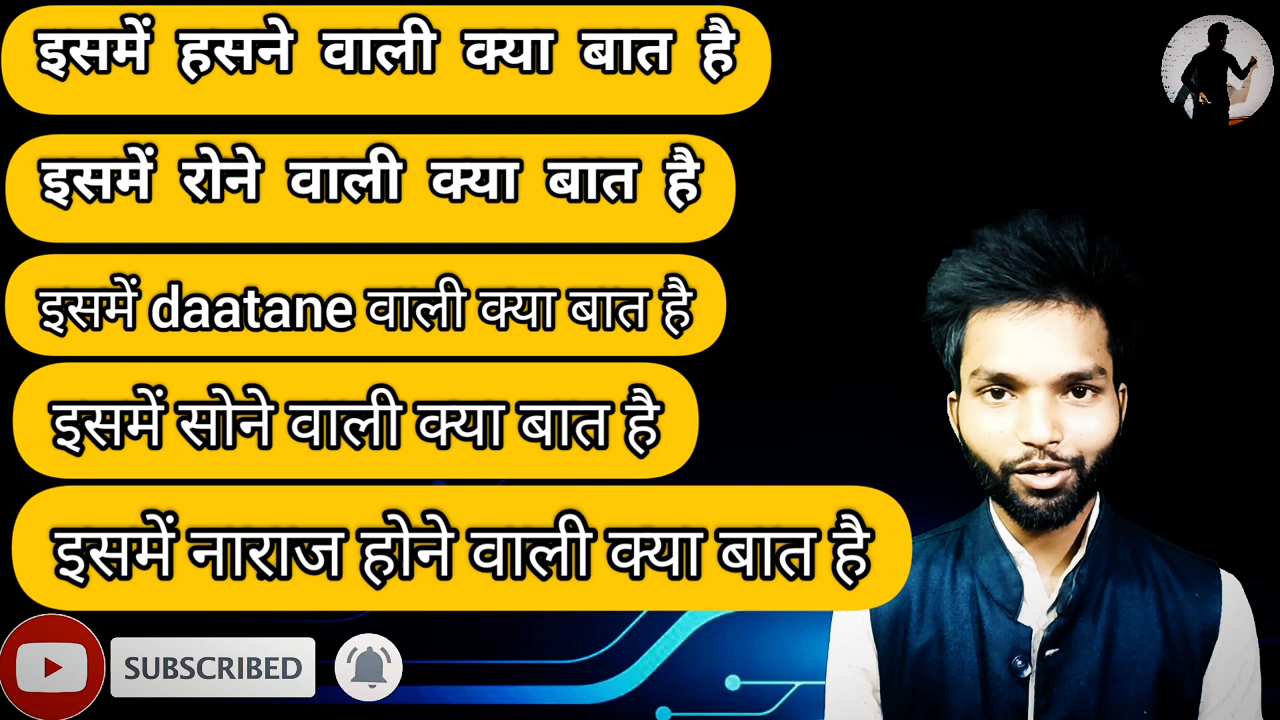 इसमें हसने वाली क्या बात है
इसमें रोने वाली क्या बात है
इसमें daatane वाली क्या बात है
इसमें सोने वाली क्या बात है
इसमें नाराज होने वाली क्या बात है
SUBSCRIBED